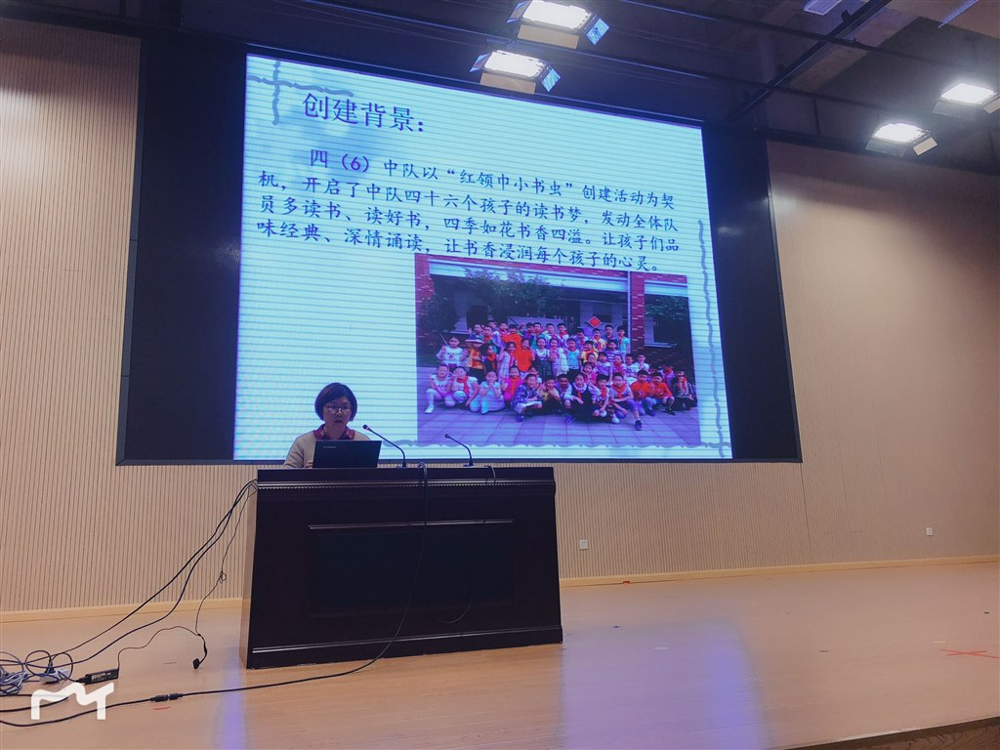 创建背景：
四（6）中队以“红领巾小书虫”创建活动为契
机，开启了中队四十六个孩子的读书梦，发动全体队
员多读书、读好书，四季如花书香四溢。让孩子们品
味经典、深情诵读，让书香浸润每个孩子的心灵。